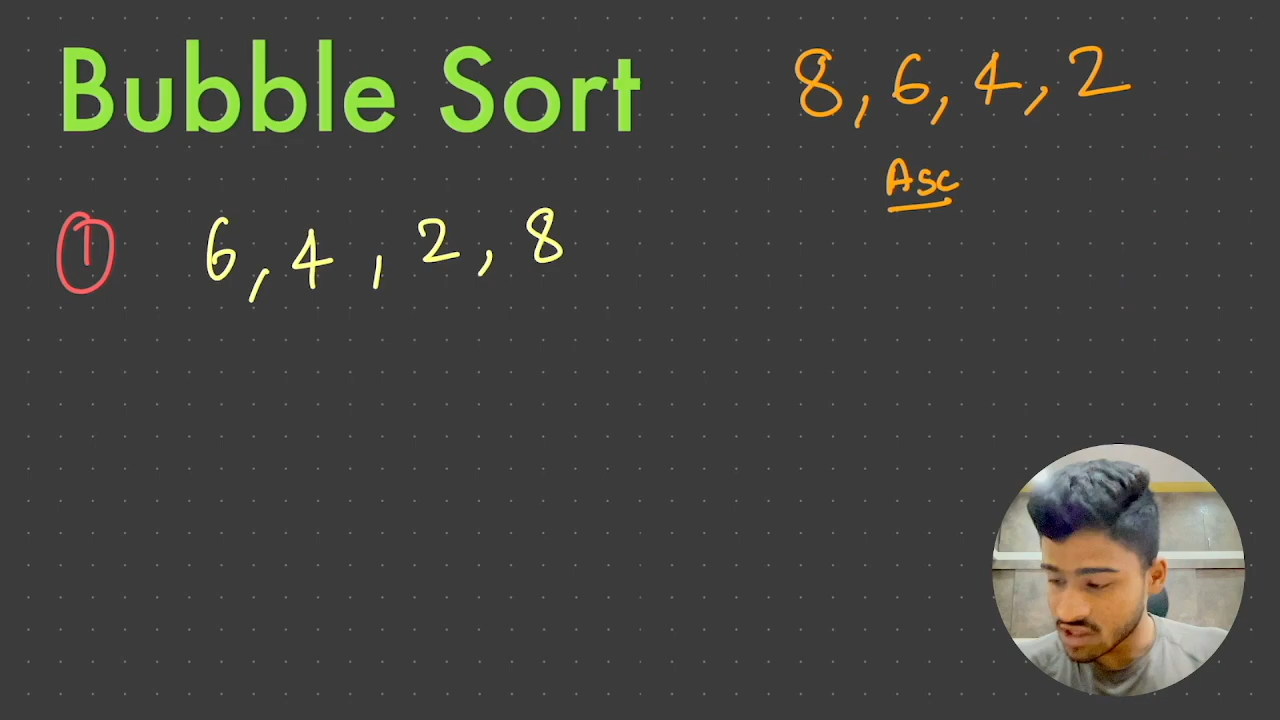 Bubble Sort
8, 6, 4, 2
Asc
1 6, 4, 2, 8